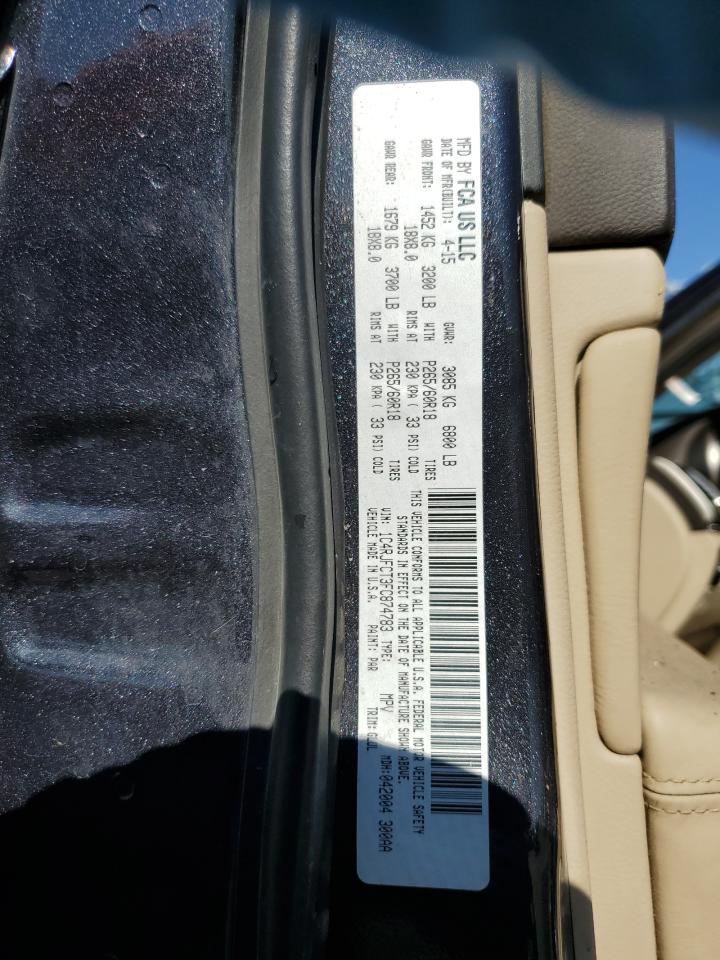 MFD BY FCA US LLC
DATE OF MFR(BUILT): 4-15 GVWR: 3085 KG 6800 LB
GAWR FRONT: 1452 KG 3200 LB WITH P265/60R18 TIRES
18X8.0 RIMS AT 230 KPA ( 33 PSI) COLD
GAWR REAR: 1679 KG 3700 LB WITH P265/60R18 TIRES
18X8.0 RIMS AT 230 KPA ( 33 PSI) COLD
THIS VEHICLE CONFORMS TO ALL APPLICABLE U.S.A. FEDERAL MOTOR VEHICLE SAFETY
STANDARDS IN EFFECT ON THE DATE OF MANUFACTURE SHOWN ABOVE.
VIN: 1C4RJFCT3FC874783 TYPE: MPV MDH:042004 300AA
VEHICLE MADE IN U.S.A. PAINT: PAR TRIM: GLUL